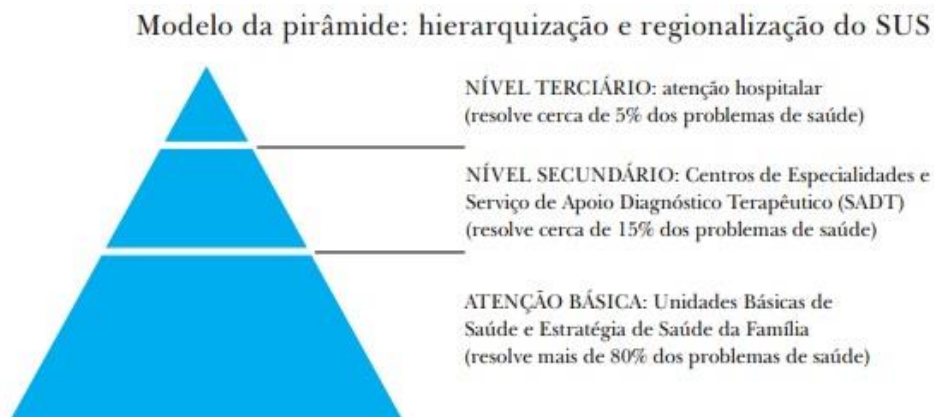 Modelo da pirâmide: hierarquização e regionalização do SUS
NÍVEL TERCIÁRIO: atenção hospitalar
(resolve cerca de 5% dos problemas de saúde)
NÍVEL SECUNDÁRIO: Centros de Especialidades e
Serviço de Apoio Diagnóstico Terapêutico (SADT)
(resolve cerca de 15% dos problemas de saúde)
ATENÇÃO BÁSICA: Unidades Básicas de
Saúde e Estratégia de Saúde da Família
(resolve mais de 80% dos problemas de saúde)